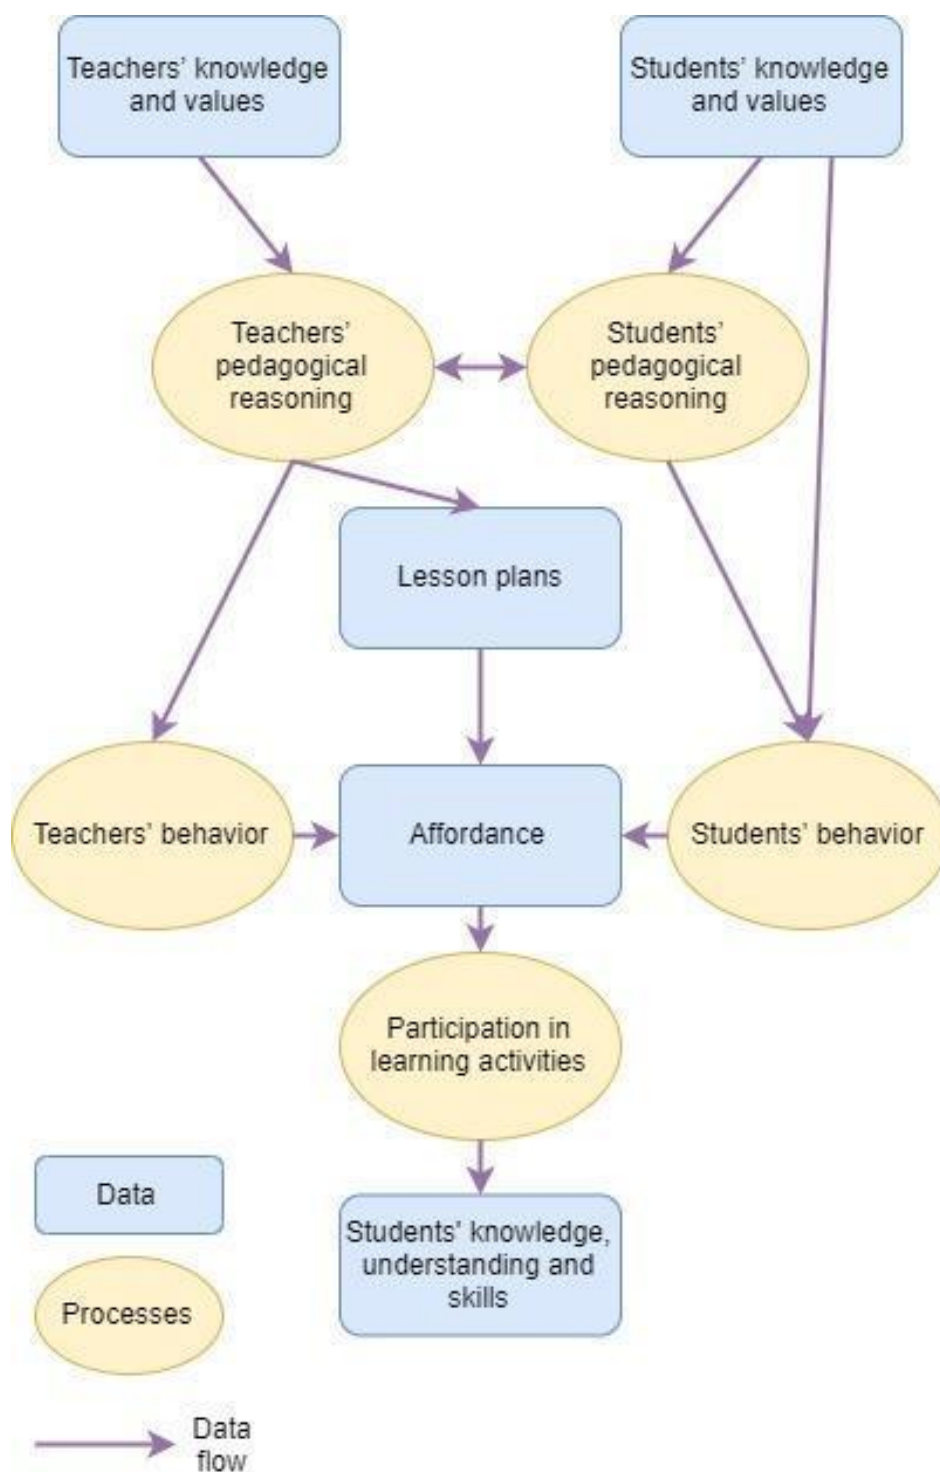 Teachers’ knowledge
and values
Students’ knowledge
and values
Teachers’
pedagogical
reasoning
Students’
pedagogical
reasoning
Lesson plans
Teachers’ behavior
Affordance
Students’ behavior
Participation in
learning activities
Data
Students’ knowledge,
understanding and
skills
Processes
Data
flow